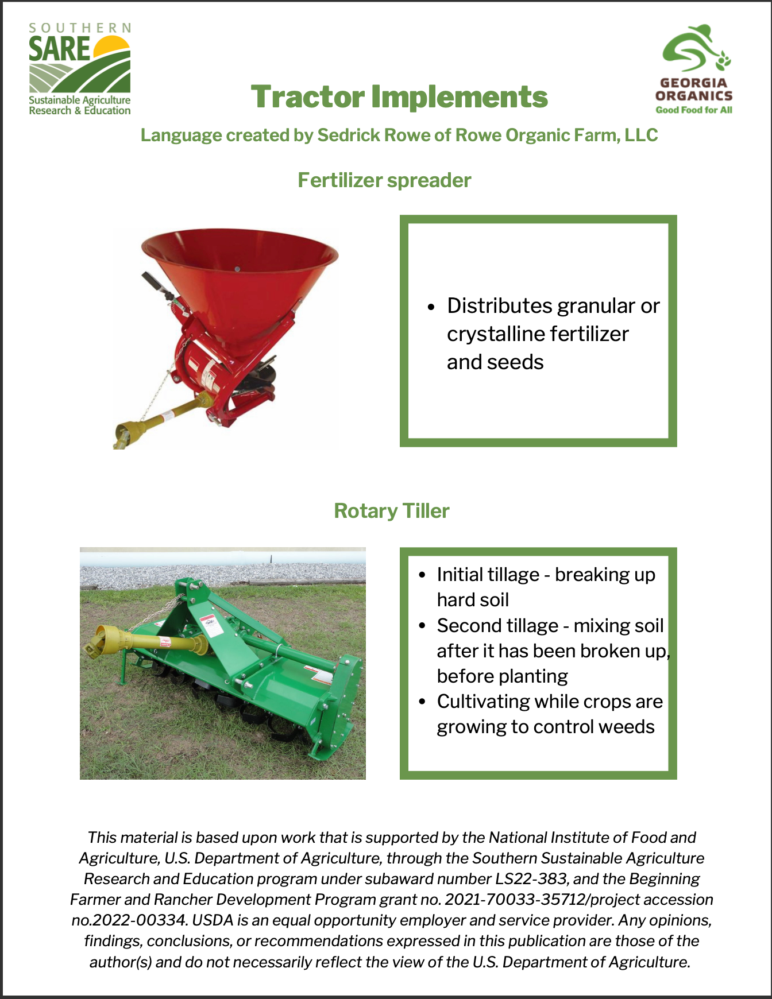 SOUTHERN
SARE
Sustainable Agriculture
Research & Education
GEORGIA
ORGANICS
Good Food for All
Tractor Implements
Language created by Sedrick Rowe of Rowe Organic Farm, LLC
Fertilizer spreader
• Distributes granular or
crystalline fertilizer
and seeds
Rotary Tiller
• Initial tillage - breaking up
hard soil
• Second tillage - mixing soil
after it has been broken up,
before planting
• Cultivating while crops are
growing to control weeds
This material is based upon work that is supported by the National Institute of Food and
Agriculture, U.S. Department of Agriculture, through the Southern Sustainable Agriculture
Research and Education program under subaward number LS22-383, and the Beginning
Farmer and Rancher Development Program grant no. 2021-70033-35712/project accession
no.2022-00334. USDA is an equal opportunity employer and service provider. Any opinions,
findings, conclusions, or recommendations expressed in this publication are those of the
author(s) and do not necessarily reflect the view of the U.S. Department of Agriculture.